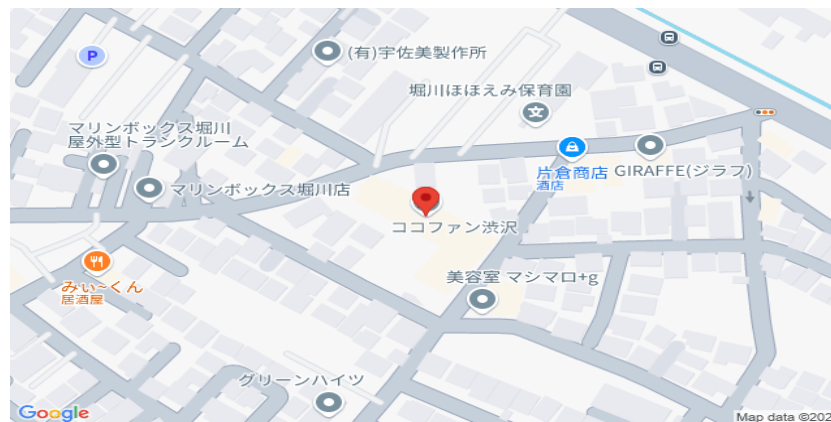 P
(有)宇佐美製作所
堀川ほほえみ保育園
マリンボックス堀川
屋外型トランクルーム
片倉商店
酒店
GIRAFFE(ジラフ)
マリンボックス堀川店
ココファン渋沢
みぃ~くん
居酒屋
美容室 マシマロ+g
グリーンハイツ
Google
Map data ©202